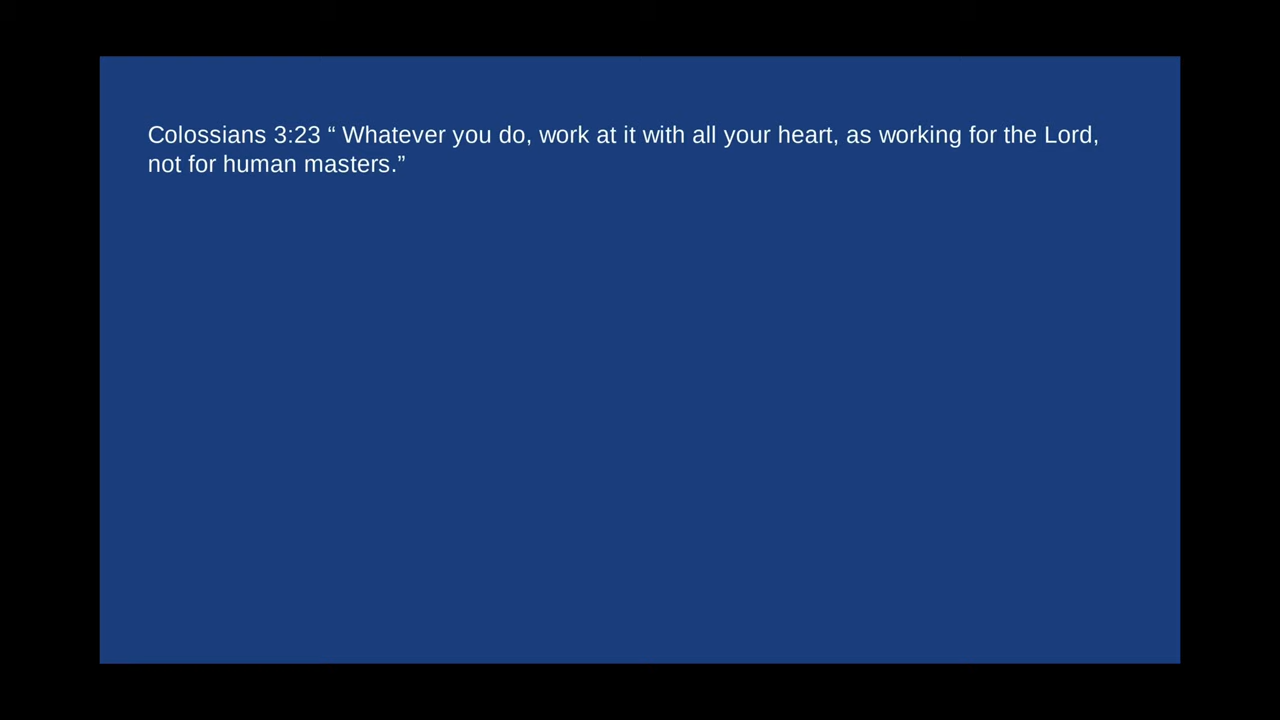 Colossians 3:23 “ Whatever you do, work at it with all your heart, as working for the Lord,
not for human masters.”